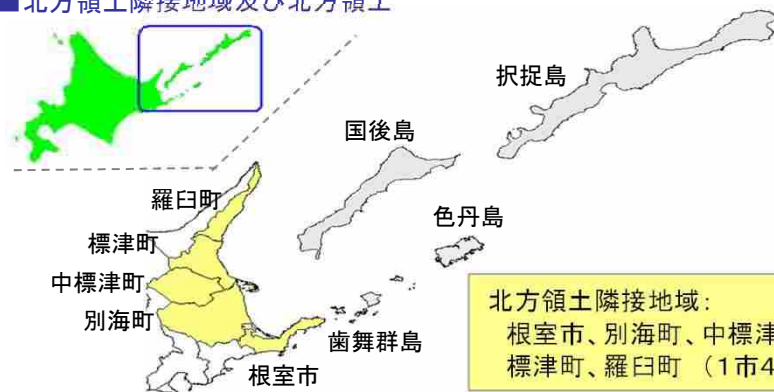 ■北方領土隣接地域及び北方領土
択捉島
国後島
羅臼町
色丹島
標津町
中標津町
別海町
歯舞群島
根室市
北方領土隣接地域：
根室市、別海町、中標津
標津町、羅臼町 （1市4